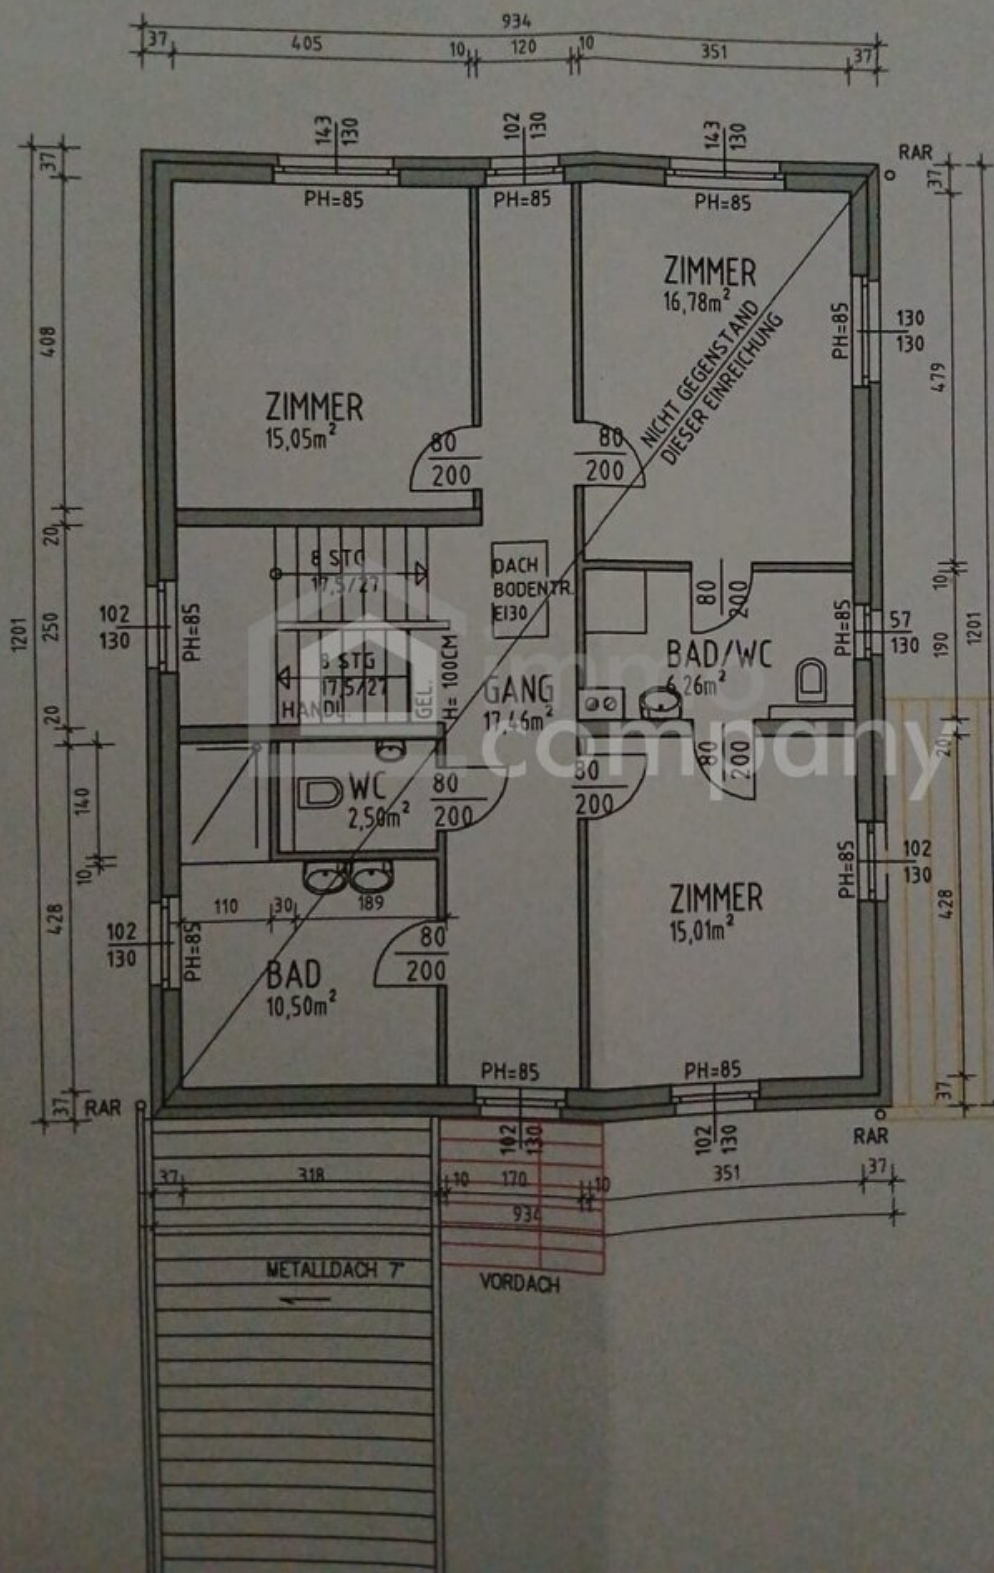 934
37 405 10 120 10 351 37
143 130
102 130
143 130
RAR
37
37
PH=85
PH=85
PH=85
ZIMMER
16,78m²
PH=85
130
130
408
479
NICHT GEGENSTAND
DIESER EINREICHUNG
ZIMMER
15,05m²
80
200
80
200
20
8 STG
17,5/27
DACH
BODENTR.
EI30
80
200
10
102
130
PH=85
PH=85
57
130
1201
250
190
1201
BAD/WC
6,26m²
8 STG
17,5/27
HANDL.
GEL.
H= 100CM
GANG
17,46m²
immo
company
20
20
80
200
WC
2,50m²
80
200
80
200
140
PH=85
102
130
10
428
428
110 30 189
ZIMMER
15,01m²
102
130
PH=85
80
200
BAD
10,50m²
PH=85
PH=85
37
37
RAR
RAR
102 130
102 130
37 318 10 170 10 351 37
934
METALLDACH 7°
VORDACH